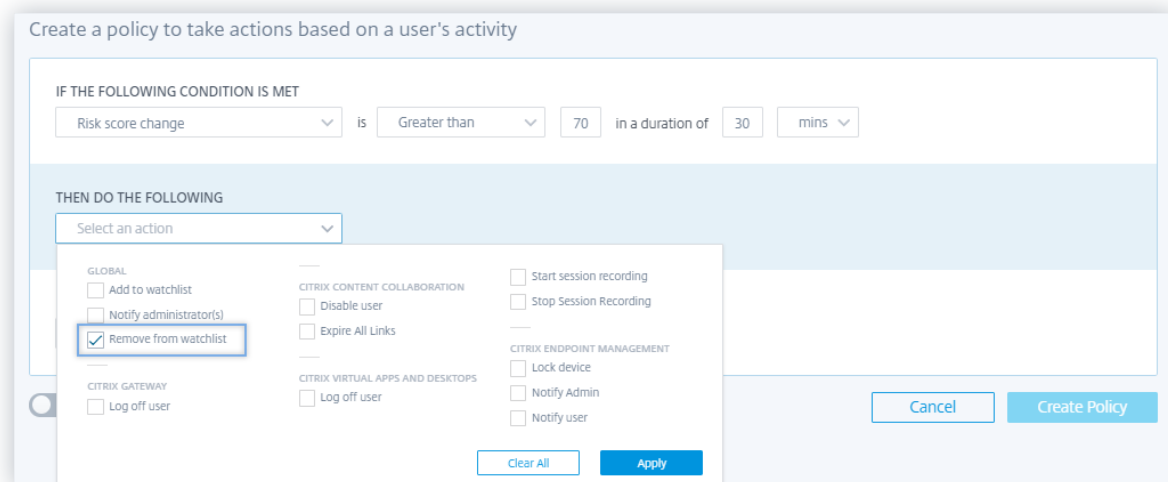 Create a policy to take actions based on a user's activity
IF THE FOLLOWING CONDITION IS MET
Risk score change is Greater than 70 in a duration of 30 mins
THEN DO THE FOLLOWING
Select an action
GLOBAL
Add to watchlist
Notify administrator(s)
Remove from watchlist
CITRIX GATEWAY
Log off user
CITRIX CONTENT COLLABORATION
Disable user
Expire All Links
CITRIX VIRTUAL APPS AND DESKTOPS
Log off user
Start session recording
Stop Session Recording
CITRIX ENDPOINT MANAGEMENT
Lock device
Notify Admin
Notify user
Clear All Apply
Cancel Create Policy